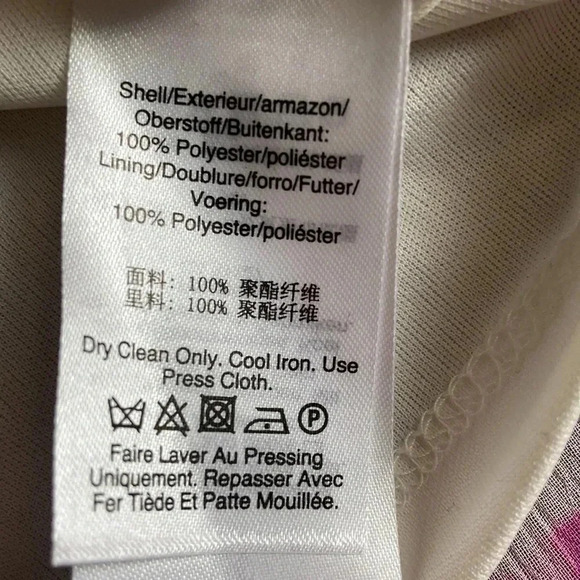 Shell/Exterieur/armazon/
Oberstoff/Buitenkant:
100% Polyester/poliéster
Lining/Doublure/forro/Futter/
Voering:
100% Polyester/poliéster
面料: 100% 聚酯纤维
里料: 100% 聚酯纤维
Dry Clean Only. Cool Iron. Use
Press Cloth.
P
Faire Laver Au Pressing
Uniquement. Repasser Avec
Fer Tiède Et Patte Mouillée.